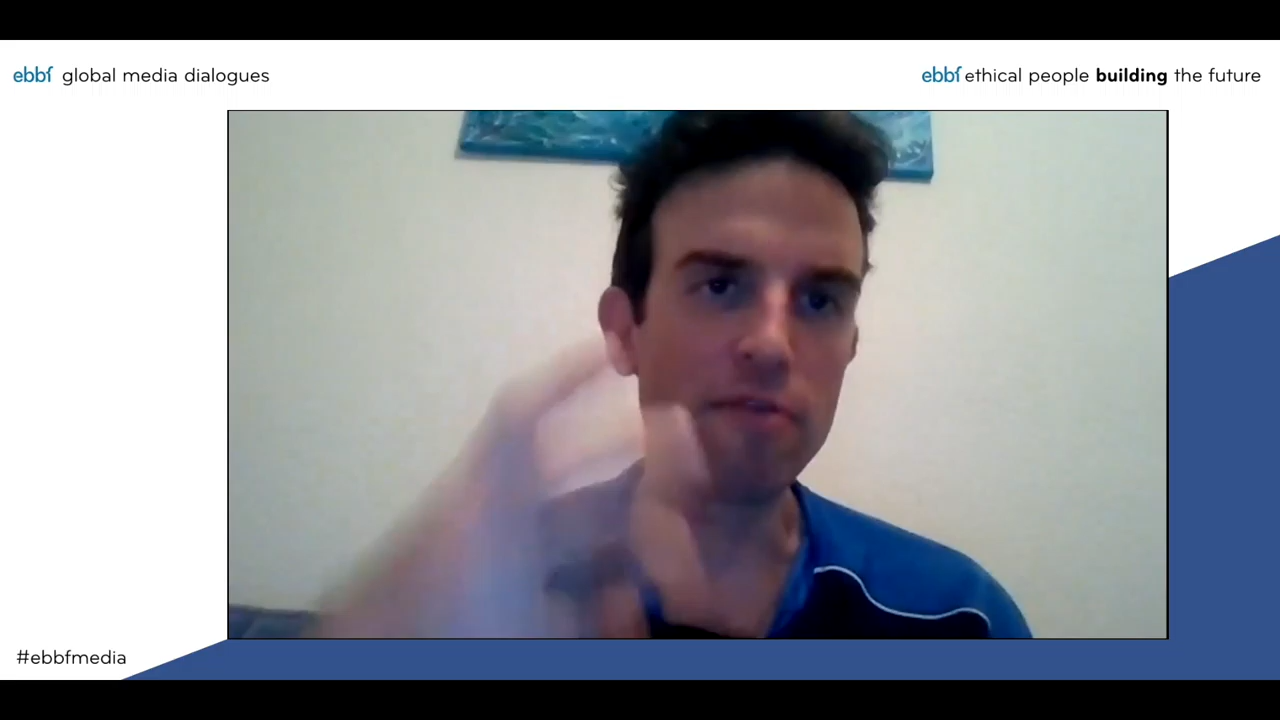 ebbf global media dialogues
ebbf ethical people building the future
#ebbfmedia